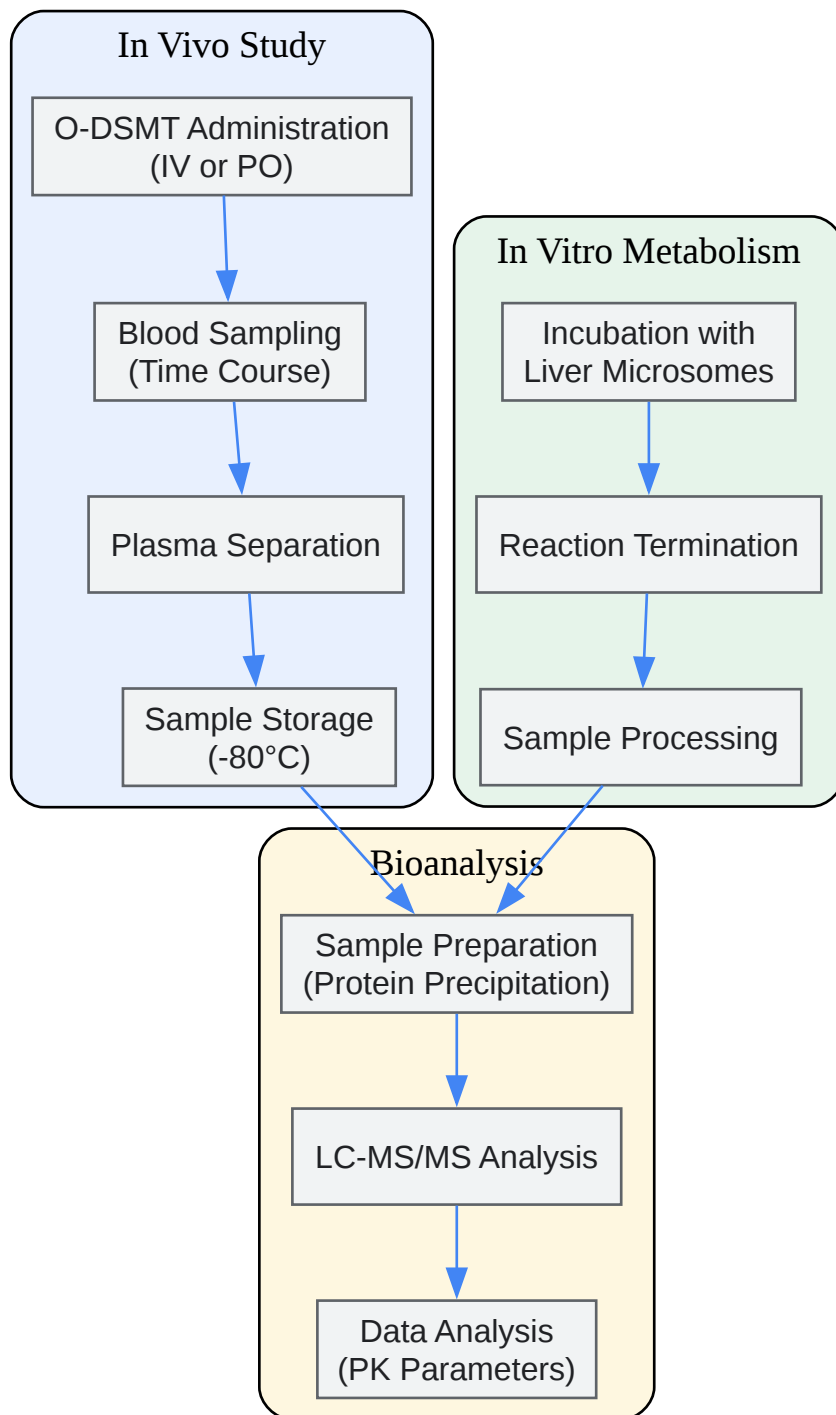 In Vivo Study
O-DSMT Administration
(IV or PO)
Blood Sampling
(Time Course)
Plasma Separation
Sample Storage
(-80°C)
In Vitro Metabolism
Incubation with
Liver Microsomes
Reaction Termination
Sample Processing
Bioanalysis
Sample Preparation
(Protein Precipitation)
LC-MS/MS Analysis
Data Analysis
(PK Parameters)